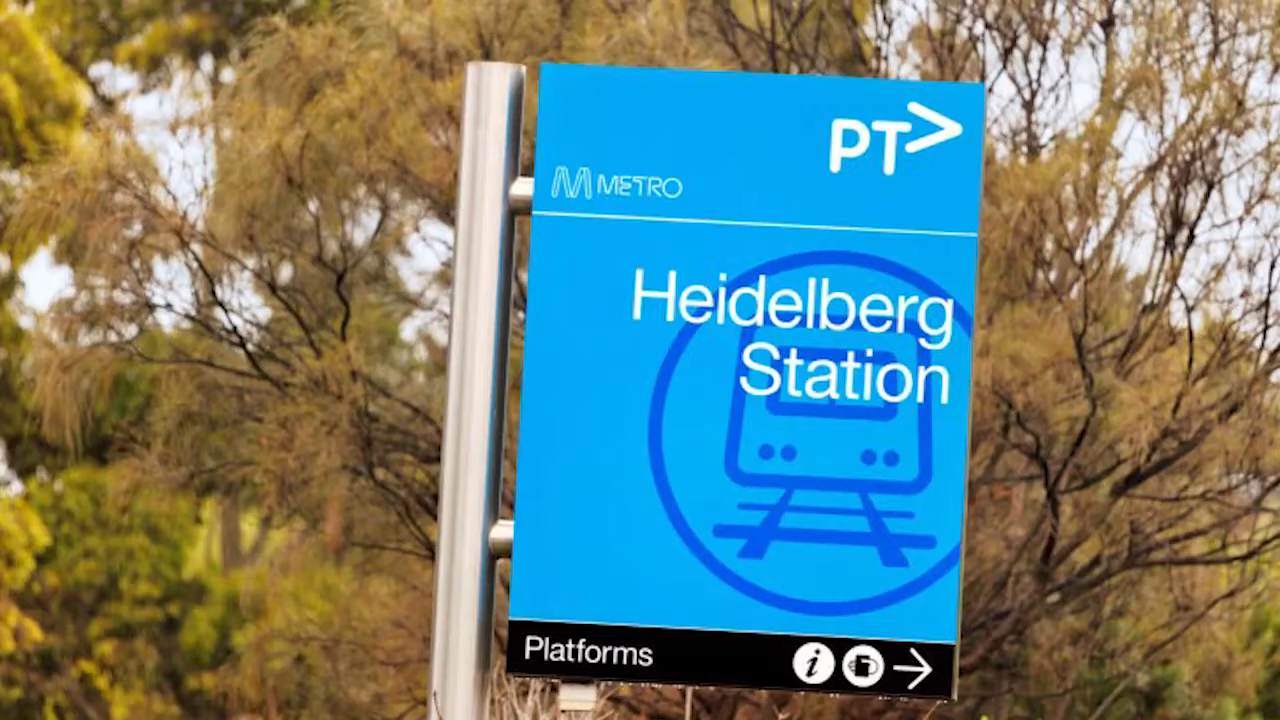 PT>
METRO
Heidelberg
Station
Platforms i →